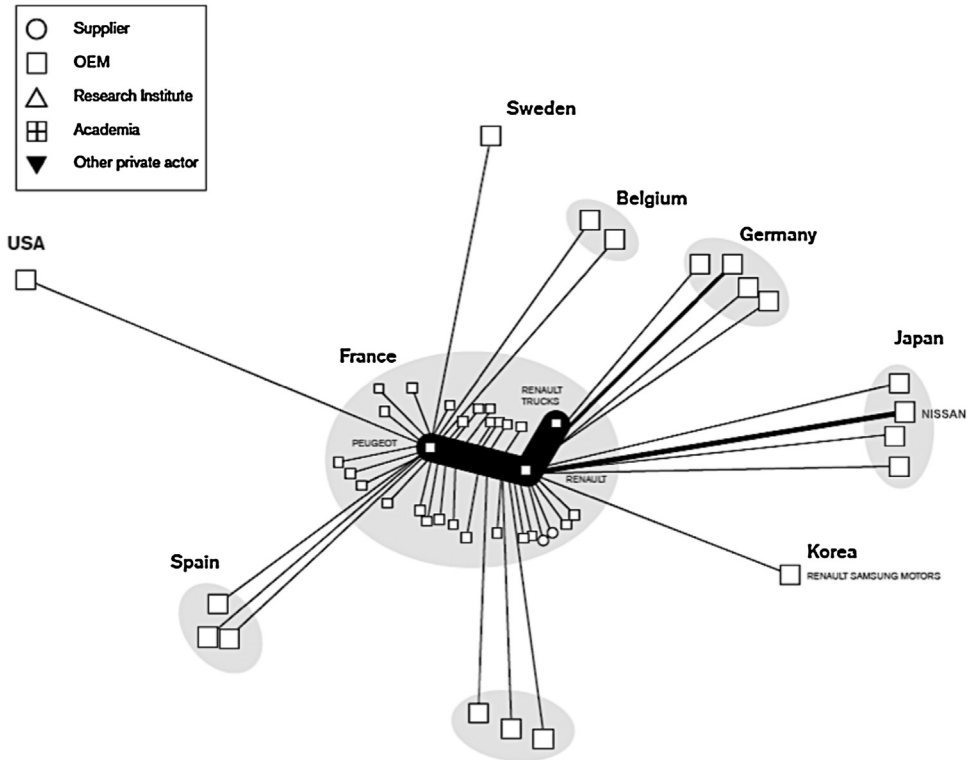 Supplier
OEM
Research Institute
Academia
Other private actor
Sweden
Belgium
USA
Germany
France
Japan
RENAULT
TRUCKS
NISSAN
PEUGEOT
RENAULT
Spain
Korea
RENAULT SAMSUNG MOTORS